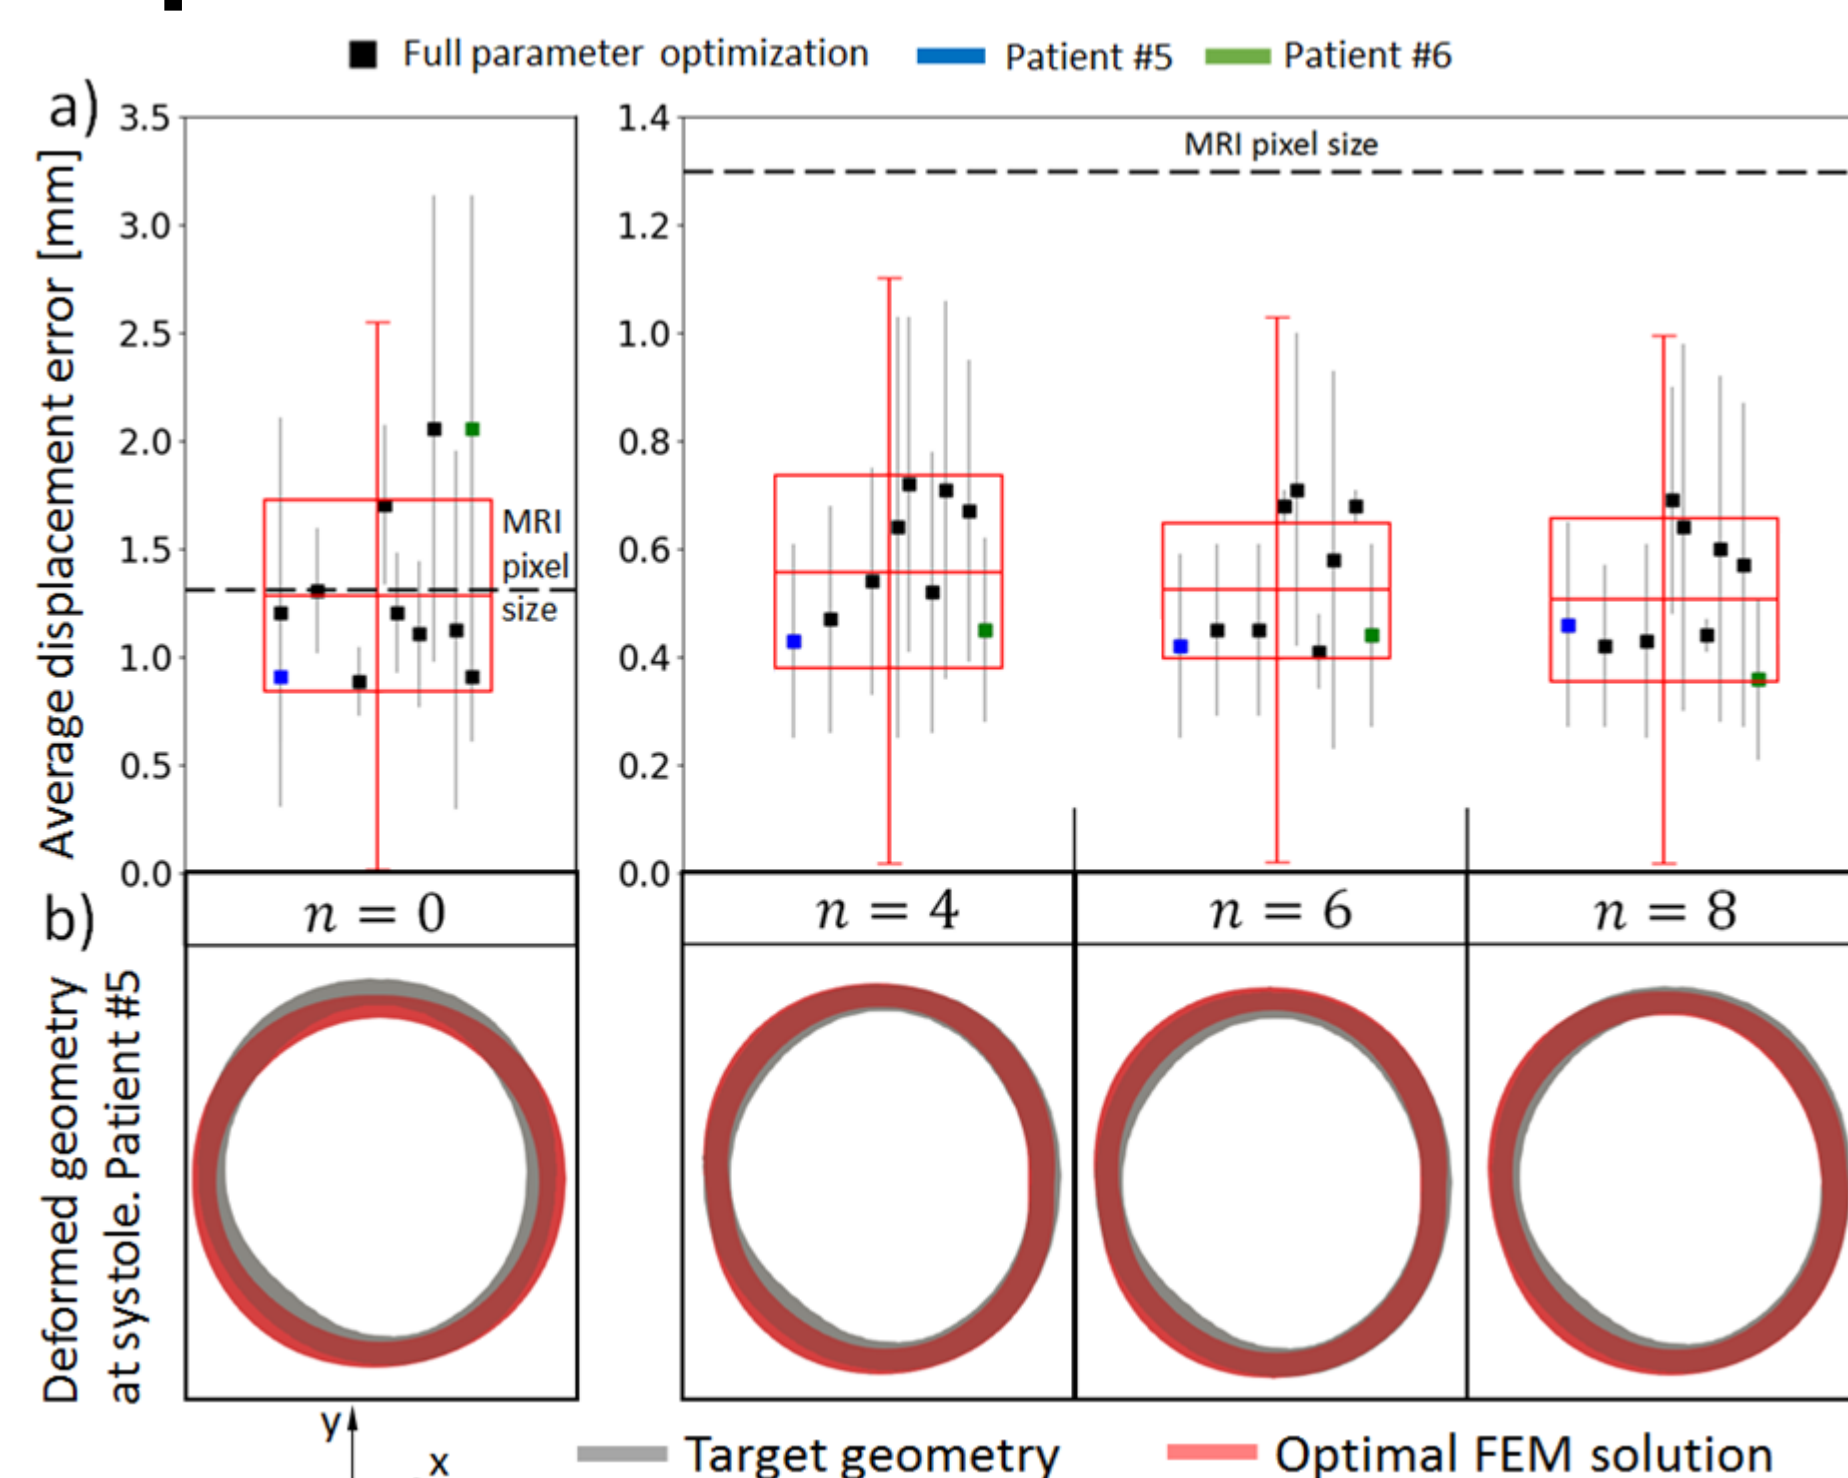 Full parameter optimization Patient #5 Patient #6
a)
Average displacement error [mm]
3.5
3.0
2.5
2.0
1.5
1.0
0.5
0.0
MRI
pixel
size
1.4
1.2
1.0
0.8
0.6
0.4
0.2
0.0
MRI pixel size
b)
n = 0 n = 4 n = 6 n = 8
Deformed geometry
at systole. Patient #5
y
x
Target geometry Optimal FEM solution